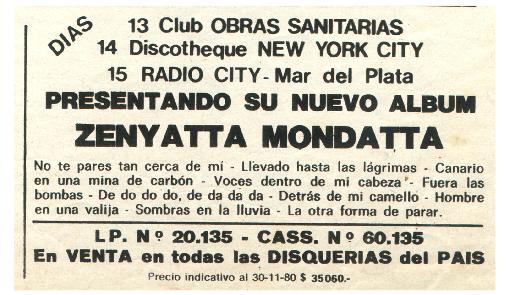 DIAS
13 Club OBRAS SANITARIAS
14 Discotheque NEW YORK CITY
15 RADIO CITY - Mar del Plata
PRESENTANDO SU NUEVO ALBUM
ZENYATTA MONDATTA
No te pares tan cerca de mí - Llevado hasta las lágrimas - Canario
en una mina de carbón - Voces dentro de mi cabeza - Fuera las
bombas - De do do do, de da da da - Detrás de mi camello - Hombre
en una valija - Sombras en la lluvia - La otra forma de parar.
LP. Nº 20.135 - CASS. Nº 60.135
En VENTA en todas las DISQUERIAS del PAIS
Precio indicativo al 30-11-80 $ 35060.-